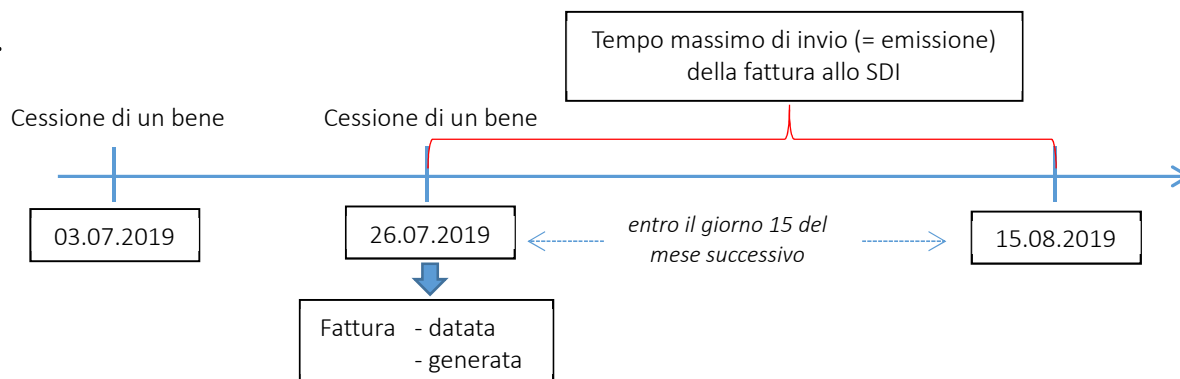 Tempo massimo di invio (= emissione)
della fattura allo SDI
Cessione di un bene
Cessione di un bene
03.07.2019
26.07.2019
entro il giorno 15 del
mese successivo
15.08.2019
Fattura - datata
- generata